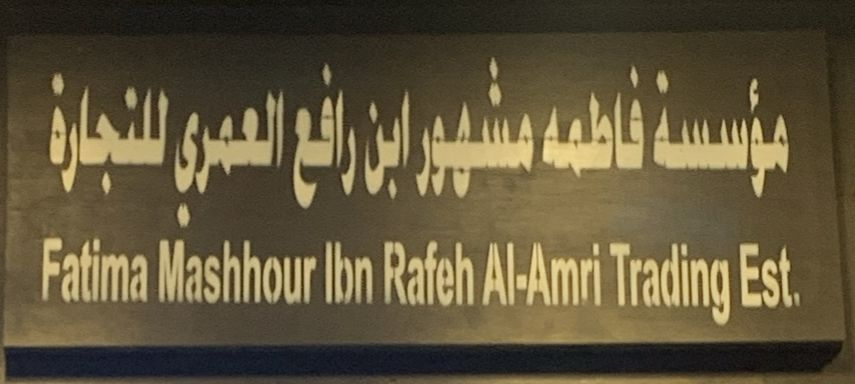 مؤسسة فاطمه مشهور ابن رافع العمري للتجارة
Fatima Mashhour Ibn Rafeh Al-Amri Trading Est.